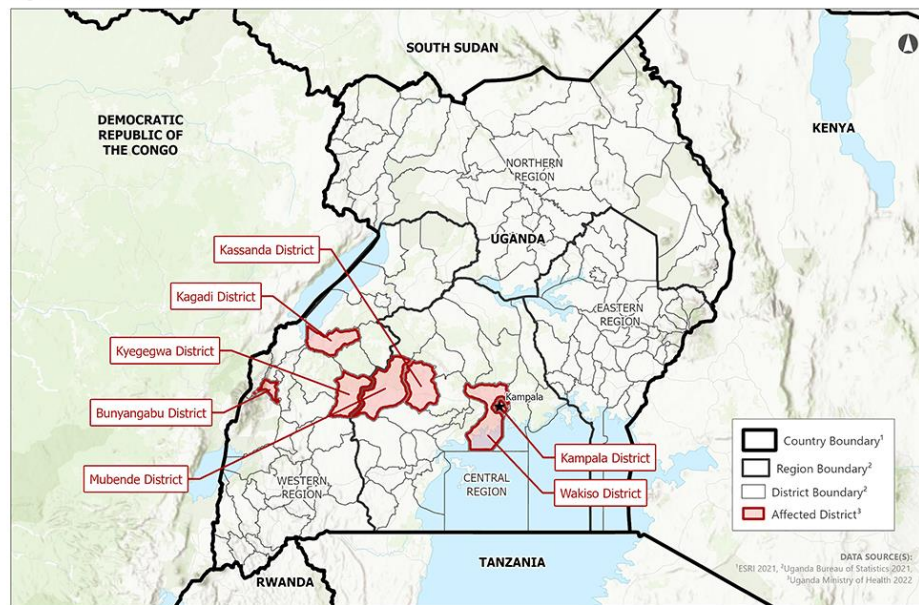 SOUTH SUDAN
DEMOCRATIC
REPUBLIC OF
THE CONGO
KENYA
NORTHERN
REGION
UGANDA
Kassanda District
Kagadi District
EASTERN
REGION
Kyegegwa District
Bunyangabu District
Kampala
Mubende District
Kampala District
WESTERN
REGION
CENTRAL
REGION
Wakiso District
Country Boundary¹
Region Boundary²
District Boundary²
Affected District³
TANZANIA
RWANDA
DATA SOURCE(S):
¹ESRI 2021, ²Uganda Bureau of Statistics 2021,
³Uganda Ministry of Health 2022